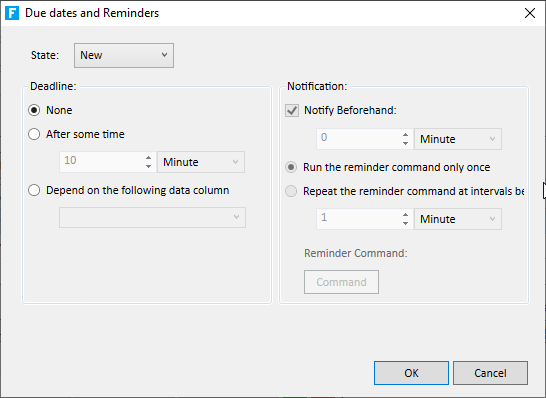 F Due dates and Reminders
State: New
Deadline:
None
After some time
10 Minute
Depend on the following data column
Notification:
Notify Beforehand:
0 Minute
Run the reminder command only once
Repeat the reminder command at intervals be
1 Minute
Reminder Command:
Command
OK Cancel